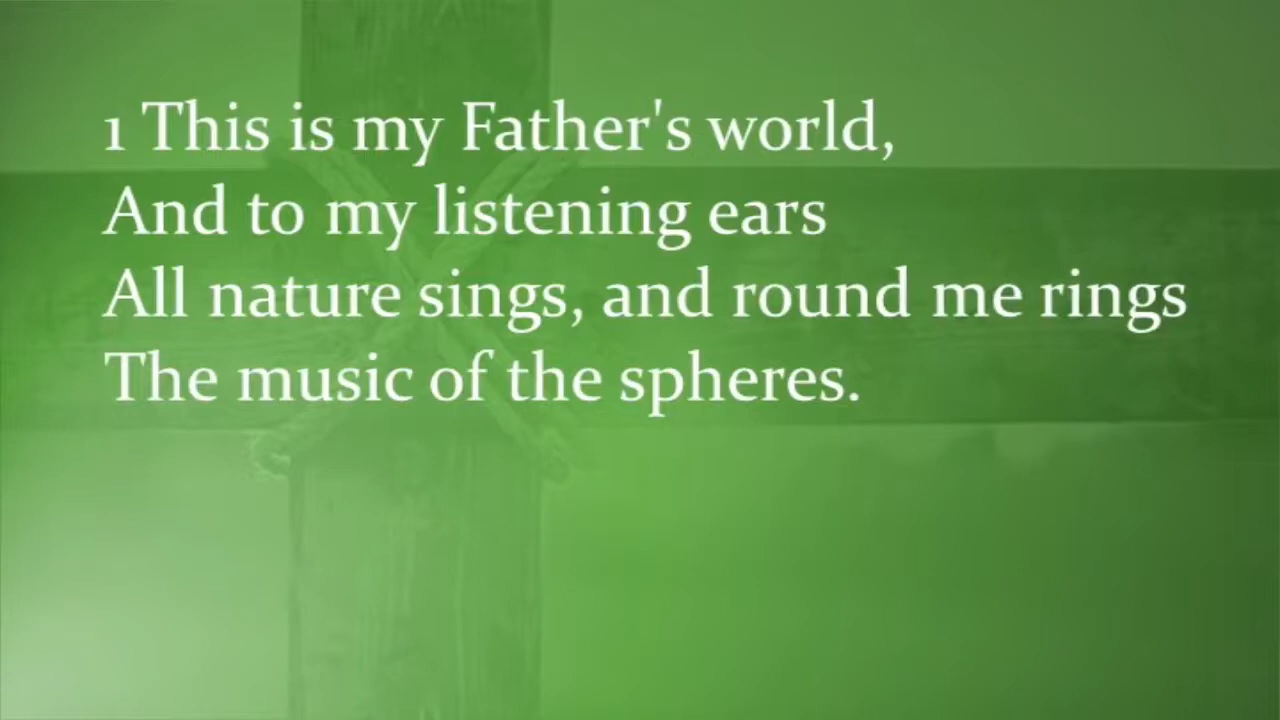 1 This is my Father's world,
And to my listening ears
All nature sings, and round me rings
The music of the spheres.